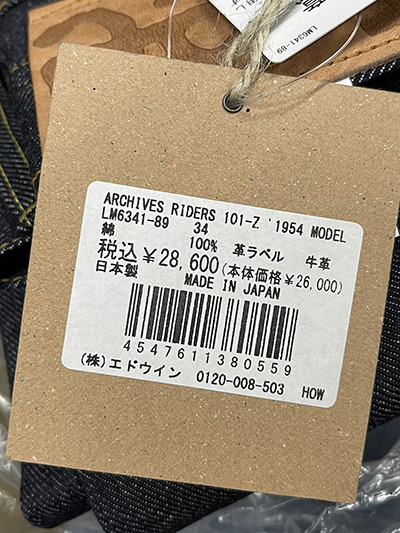 LM6341-89
ARCHIVES RIDERS 101-Z '1954 MODEL
LM6341-89 34
綿 100% 革ラベル 牛革
税込 ¥28,600(本体価格¥26,000)
日本製 MADE IN JAPAN
4547611380559
(株)エドウイン 0120-008-503 HOW